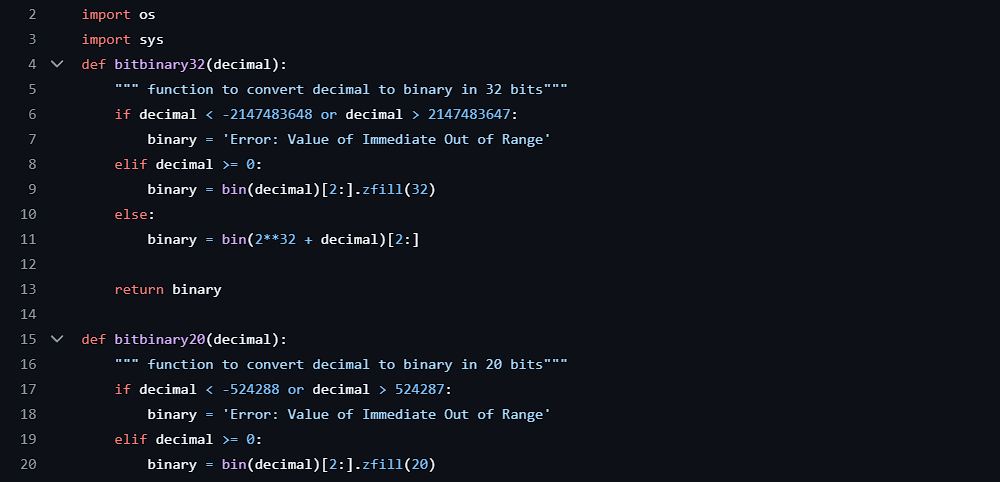 2 import os
3 import sys
4 def bitbinary32(decimal):
5     """ function to convert decimal to binary in 32 bits"""
6     if decimal < -2147483648 or decimal > 2147483647:
7         binary = 'Error: Value of Immediate Out of Range'
8     elif decimal >= 0:
9         binary = bin(decimal)[2:].zfill(32)
10     else:
11         binary = bin(2**32 + decimal)[2:]
12
13     return binary
14
15 def bitbinary20(decimal):
16     """ function to convert decimal to binary in 20 bits"""
17     if decimal < -524288 or decimal > 524287:
18         binary = 'Error: Value of Immediate Out of Range'
19     elif decimal >= 0:
20         binary = bin(decimal)[2:].zfill(20)